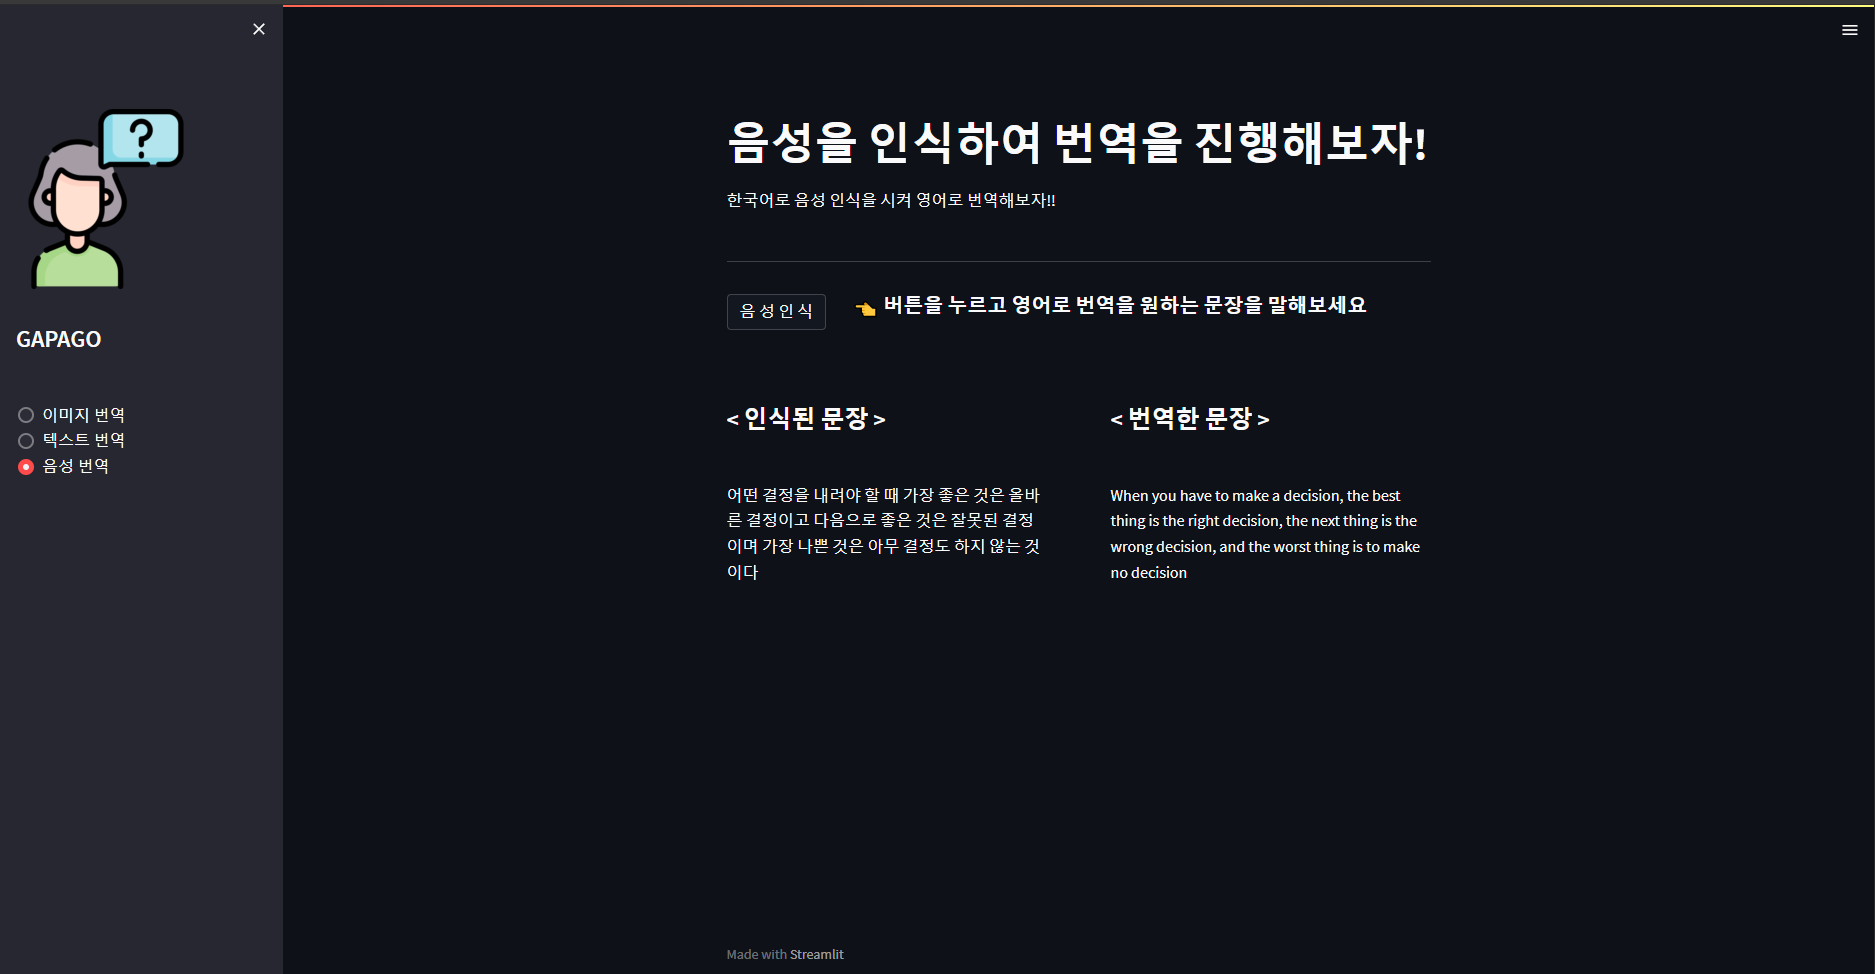 ?
GAPAGO
이미지 번역
텍스트 번역
음성 번역
음성을 인식하여 번역을 진행해보자!
한국어로 음성 인식을 시켜 영어로 번역해보자!!
음 성 인 식
👈 버튼을 누르고 영어로 번역을 원하는 문장을 말해보세요
< 인식된 문장 >
어떤 결정을 내려야 할 때 가장 좋은 것은 올바
른 결정이고 다음으로 좋은 것은 잘못된 결정
이며 가장 나쁜 것은 아무 결정도 하지 않는 것
이다
< 번역한 문장 >
When you have to make a decision, the best
thing is the right decision, the next thing is the
wrong decision, and the worst thing is to make
no decision
Made with Streamlit